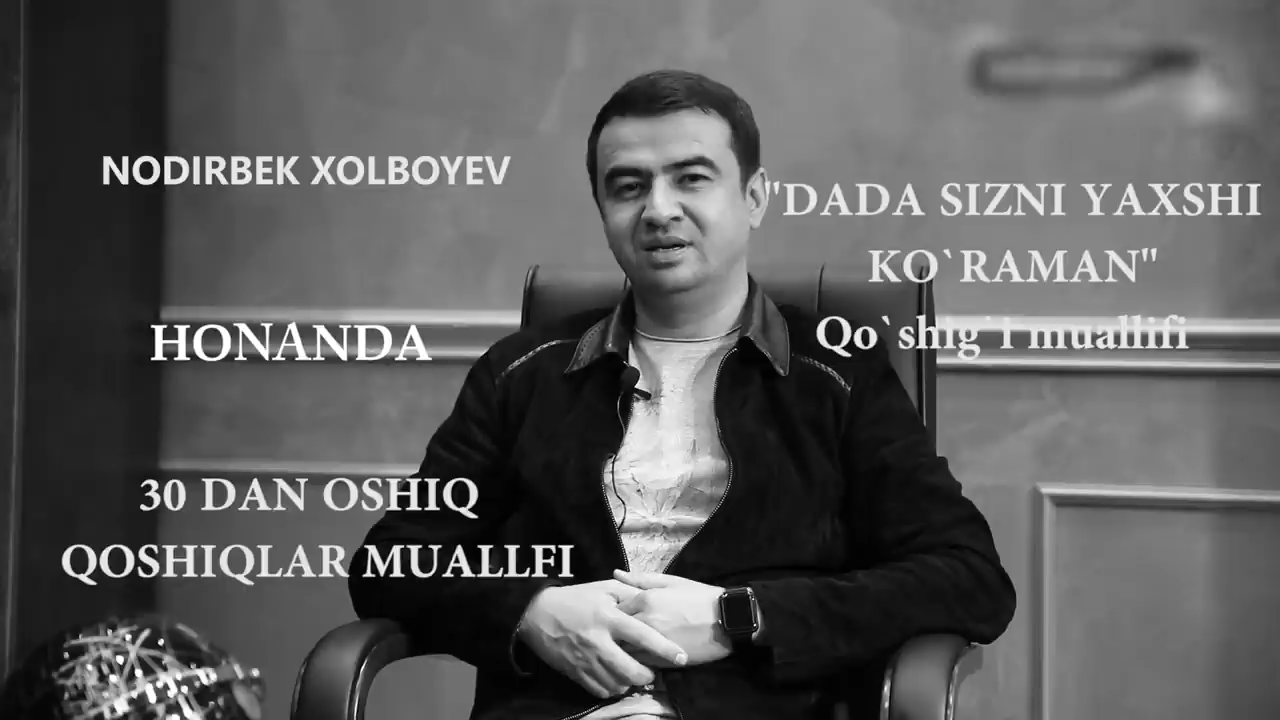 NODIRBEK XOLBOYEV
HONANDA
30 DAN OSHIQ
QOSHIQLAR MUALLFI
"DADA SIZNI YAXSHI
KO`RAMAN"
Qo`shig`i muallifi